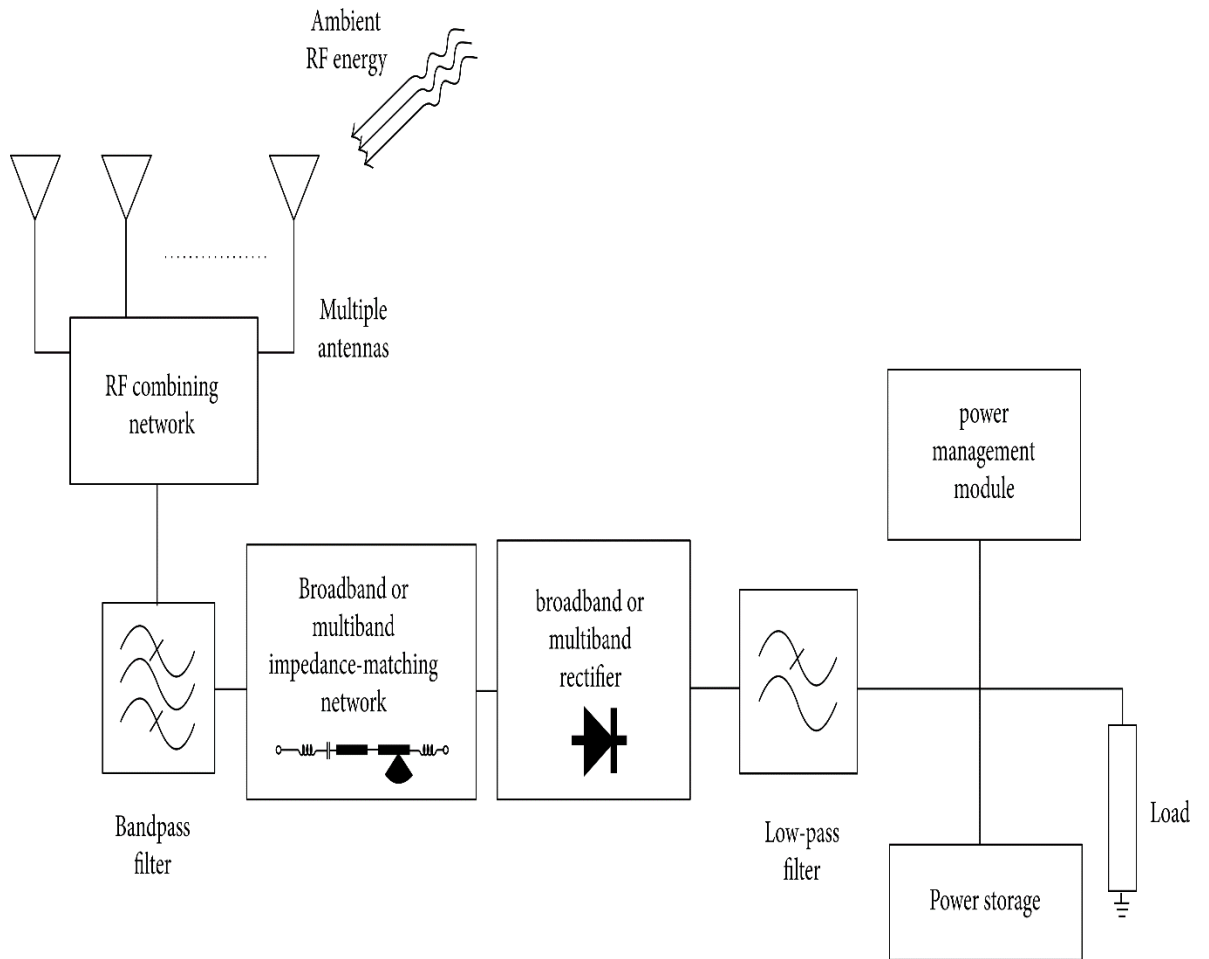 Ambient
RF energy
Multiple
antennas
RF combining
network
power
management
module
Broadband or
multiband
impedance-matching
network
broadband or
multiband
rectifier
Bandpass
filter
Low-pass
filter
Load
Power storage